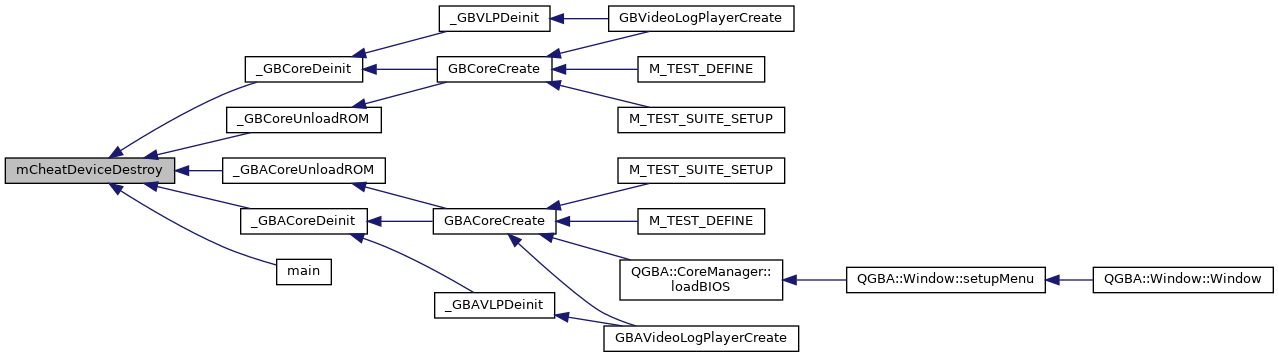 _GBVLPDeinit
GBVideoLogPlayerCreate
_GBCoreDeinit
GBCoreCreate
M_TEST_DEFINE
_GBCoreUnloadROM
M_TEST_SUITE_SETUP
mCheatDeviceDestroy
_GBACoreUnloadROM
M_TEST_SUITE_SETUP
_GBACoreDeinit
GBACoreCreate
M_TEST_DEFINE
main
QGBA::CoreManager::
loadBIOS
QGBA::Window::setupMenu
QGBA::Window::Window
_GBAVLPDeinit
GBAVideoLogPlayerCreate